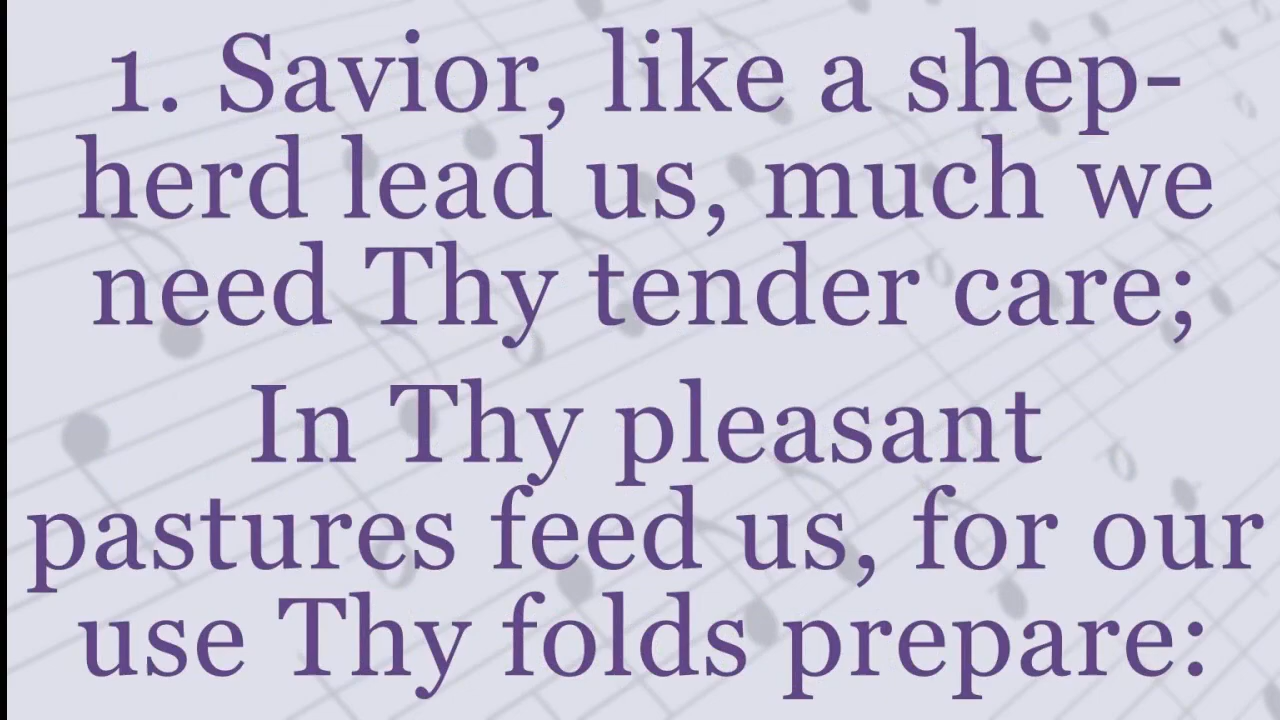 1. Savior, like a shep-
herd lead us, much we
need Thy tender care;
In Thy pleasant
pastures feed us, for our
use Thy folds prepare: